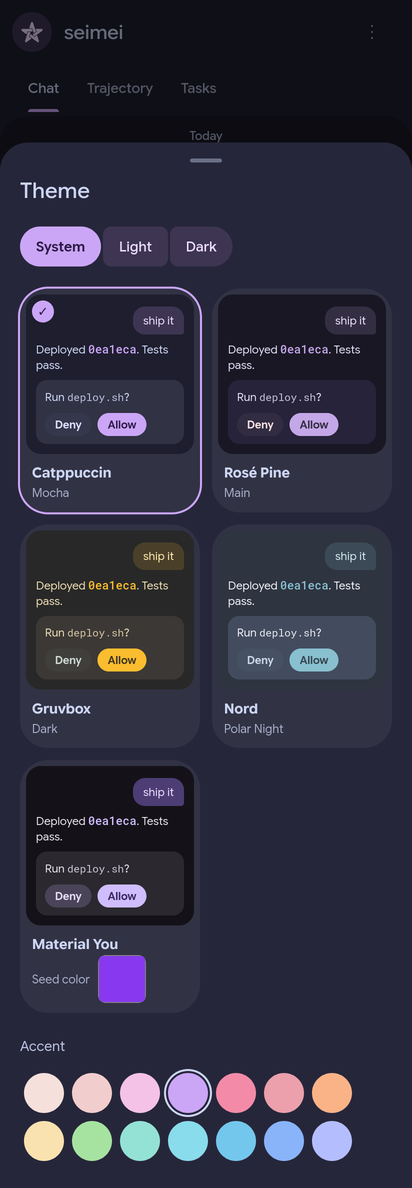 seimei
Chat Trajectory Tasks
Today
Theme
System Light Dark
✓
ship it
Deployed 0ea1eca. Tests
pass.
Run deploy.sh?
Deny Allow
Catppuccin
Mocha
ship it
Deployed 0ea1eca. Tests
pass.
Run deploy.sh?
Deny Allow
Rosé Pine
Main
ship it
Deployed 0ea1eca. Tests
pass.
Run deploy.sh?
Deny Allow
Gruvbox
Dark
ship it
Deployed 0ea1eca. Tests
pass.
Run deploy.sh?
Deny Allow
Nord
Polar Night
ship it
Deployed 0ea1eca. Tests
pass.
Run deploy.sh?
Deny Allow
Material You
Seed color
Accent